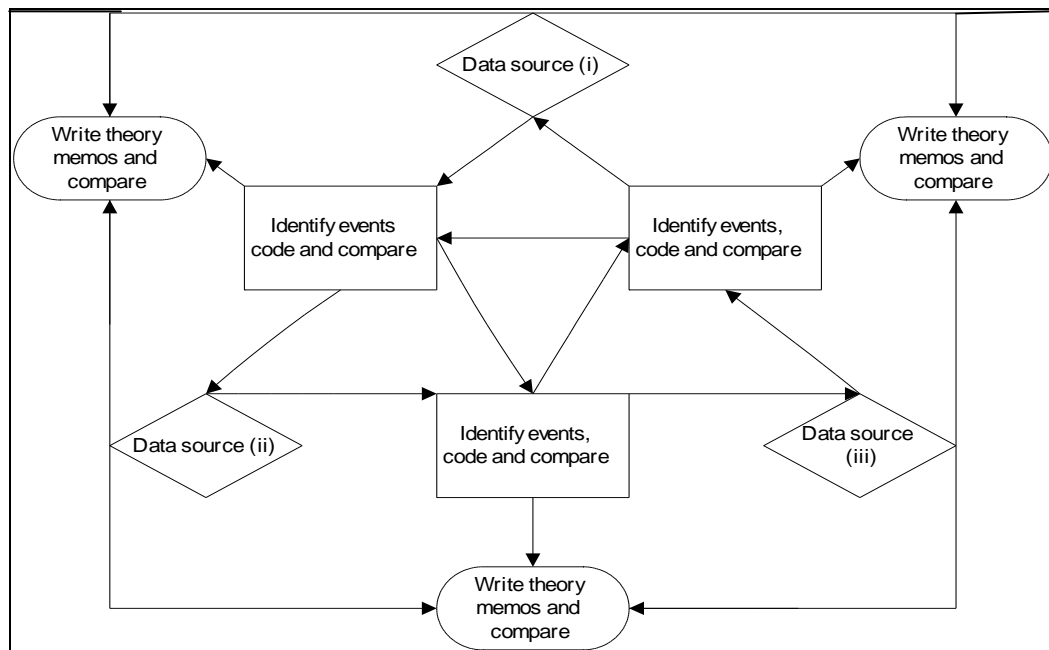 Data source (i)
Write theory
memos and
compare
Write theory
memos and
compare
Identify events
code and compare
Identify events,
code and compare
Data source (ii)
Identify events,
code and compare
Data source
(iii)
Write theory
memos and
compare